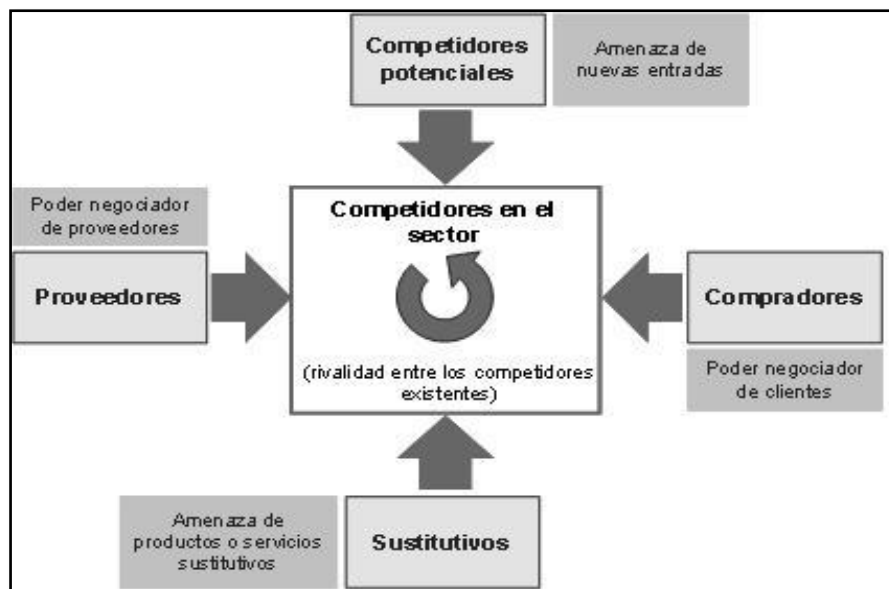 Competidores
potenciales
Amenaza de
nuevas entradas
Poder negociador
de proveedores
Proveedores
Competidores en el
sector
(rivalidad entre los competidores
existentes)
Compradores
Poder negociador
de clientes
Amenaza de
productos o servicios
sustitutivos
Sustitutivos